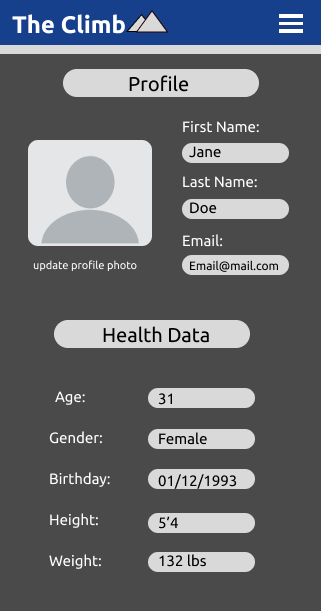 The Climb
Profile
First Name:
Jane
Last Name:
Doe
Email:
Email@mail.com
update profile photo
Health Data
Age: 31
Gender: Female
Birthday: 01/12/1993
Height: 5‘4
Weight: 132 lbs